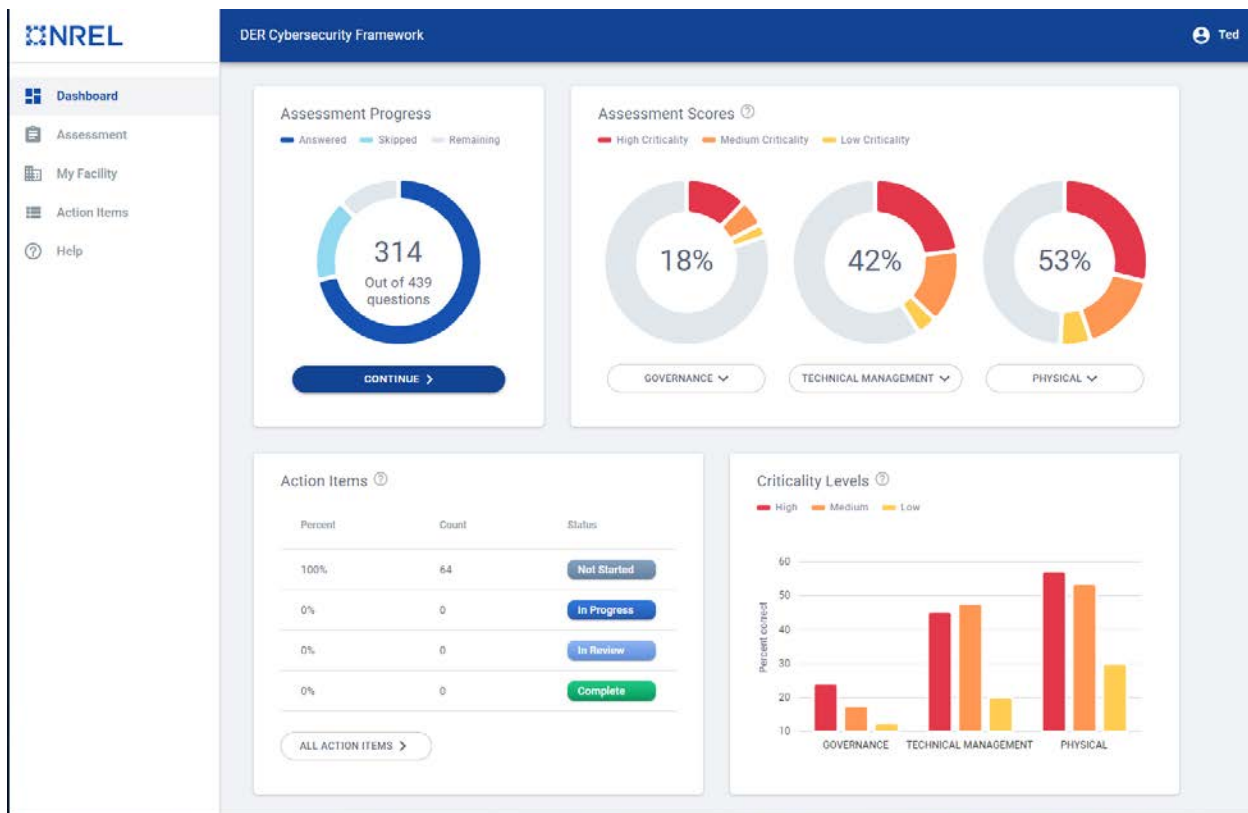 NREL
DER Cybersecurity Framework
Ted
Dashboard
Assessment
My Facility
Action Items
Help
Assessment Progress
Answered Skipped Remaining
314
Out of 439
questions
CONTINUE
Assessment Scores ?
High Criticality Medium Criticality Low Criticality
18% 42% 53%
GOVERNANCE TECHNICAL MANAGEMENT PHYSICAL
Action Items ?
Percent Count Status
100% 64 Not Started
0% 0 In Progress
0% 0 In Review
0% 0 Complete
ALL ACTION ITEMS
Criticality Levels ?
High Medium Low
Percent correct
60
50
40
30
20
10
GOVERNANCE TECHNICAL MANAGEMENT PHYSICAL